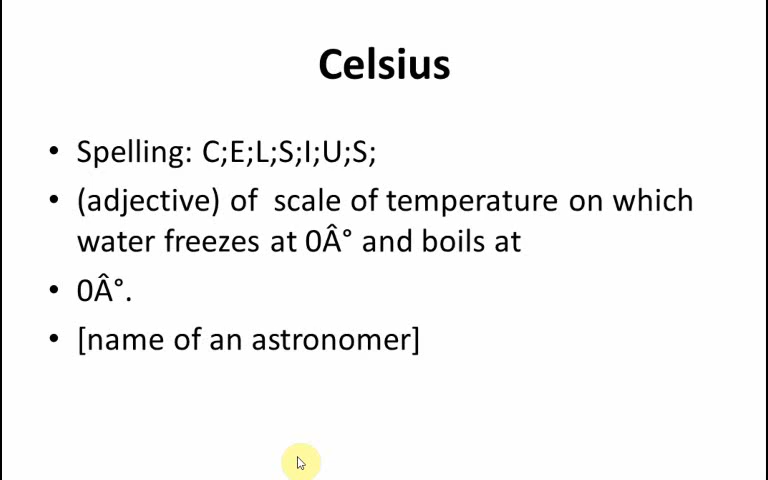 Celsius
• Spelling: C;E;L;S;I;U;S;
• (adjective) of  scale of temperature on which
water freezes at 0Â° and boils at
• 0Â°.
• [name of an astronomer]